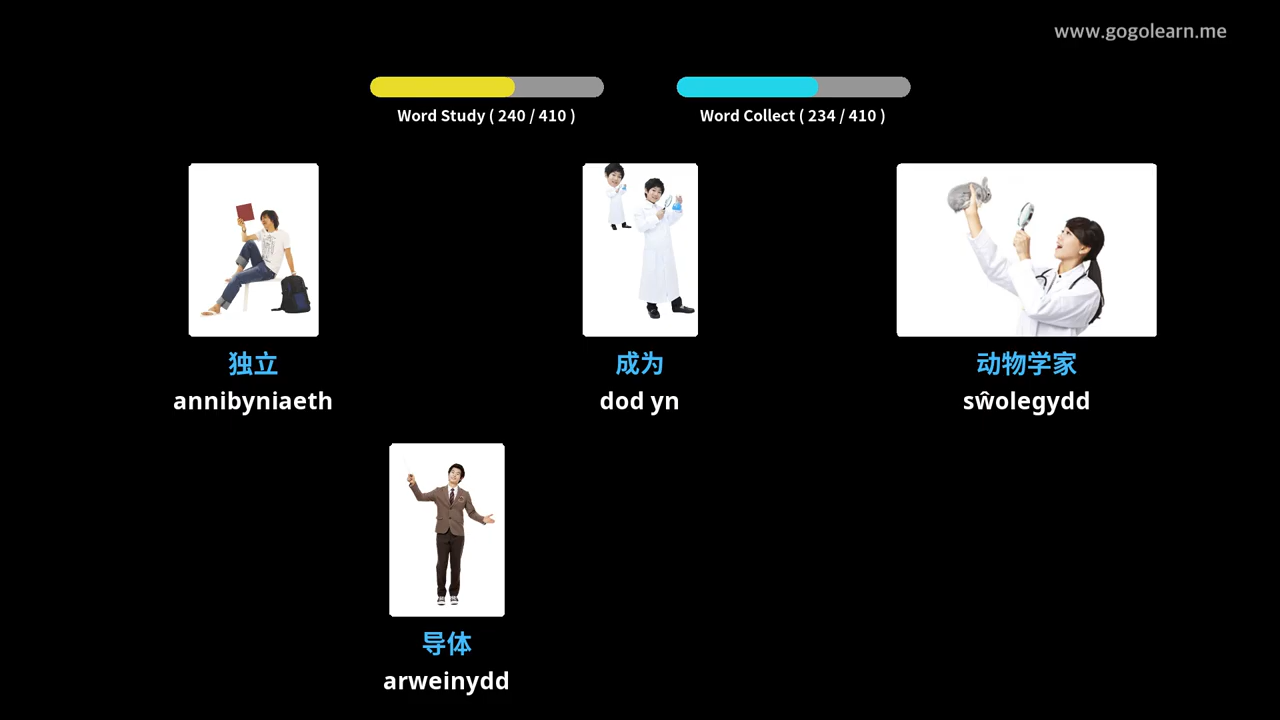 www.gogolearn.me
Word Study ( 240 / 410 )
Word Collect ( 234 / 410 )
独立
annibyniaeth
成为
dod yn
动物学家
sŵolegydd
导体
arweinydd